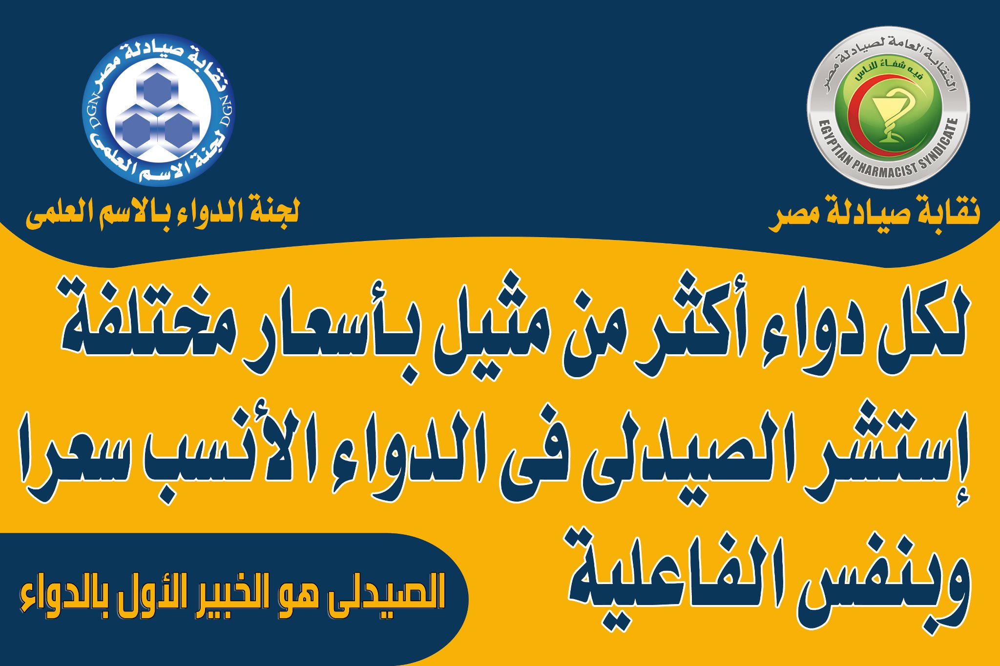 النقابة العامة لصيادلة مصر
فيه شفاءٌ للناس
EGYPTIAN PHARMACIST SYNDICATE
نقابة صيادلة مصر
نقابة صيادلة مصر
DGN
DGN
لجنة الاسم العلمى
لجنة الدواء بالاسم العلمى
لكل دواء أكثر من مثيل بأسعار مختلفة
إستشر الصيدلى فى الدواء الأنسب سعرا
وبنفس الفاعلية
الصيدلى هو الخبير الأول بالدواء